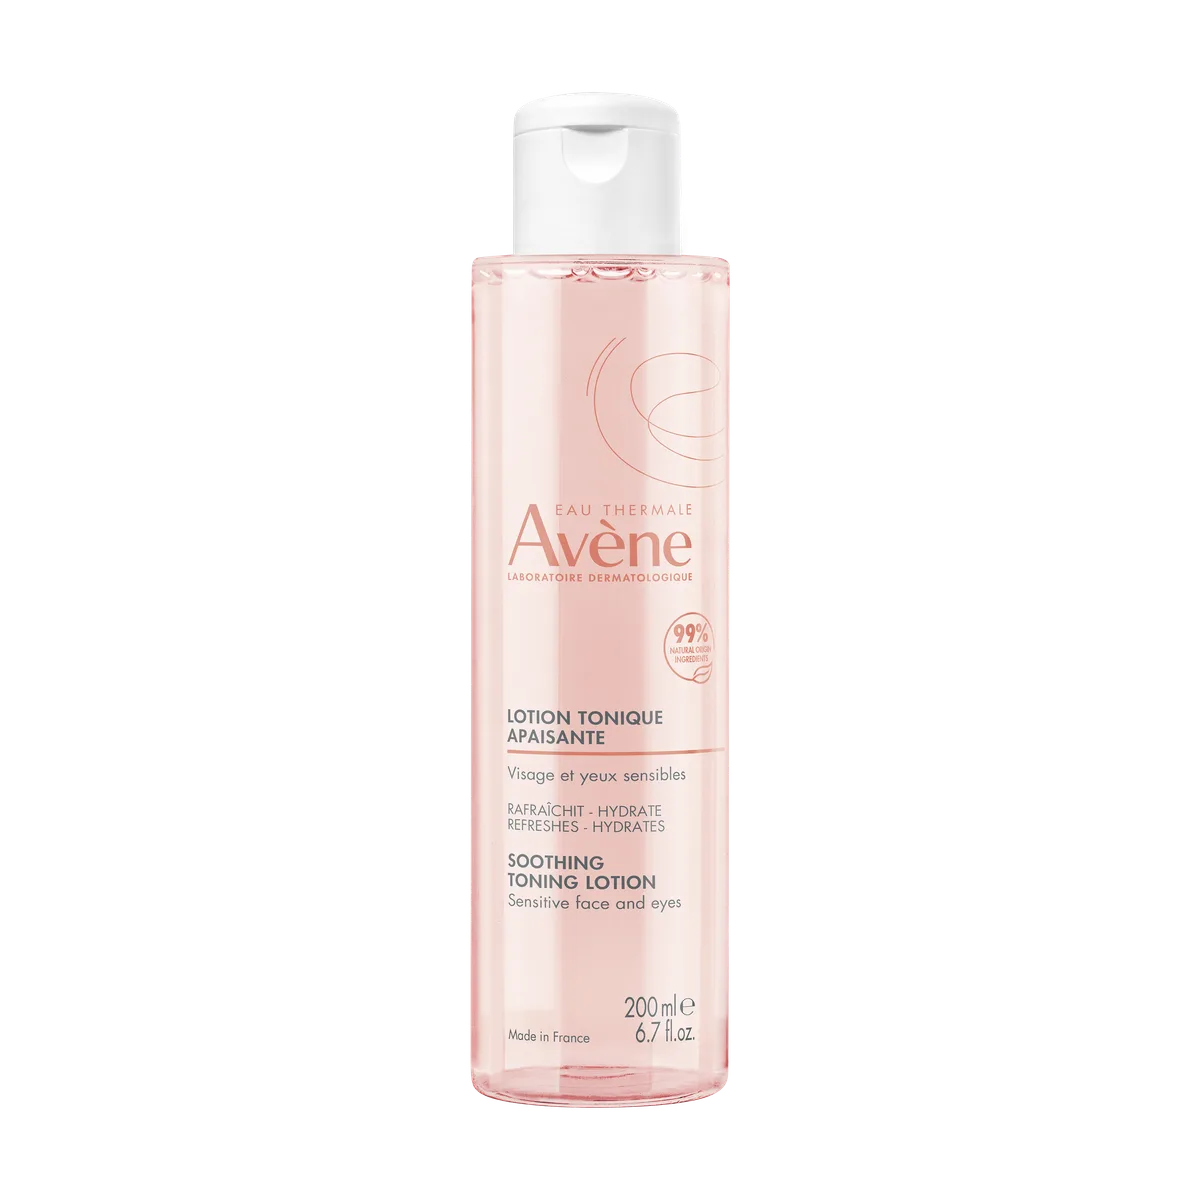 EAU THERMALE
Avène
LABORATOIRE DERMATOLOGIQUE
99%
NATURAL ORIGIN
INGREDIENTS
LOTION TONIQUE
APAISANTE
Visage et yeux sensibles
RAFRAÎCHIT - HYDRATE
REFRESHES - HYDRATES
SOOTHING
TONING LOTION
Sensitive face and eyes
200 ml e
6.7 fl.oz.
Made in France